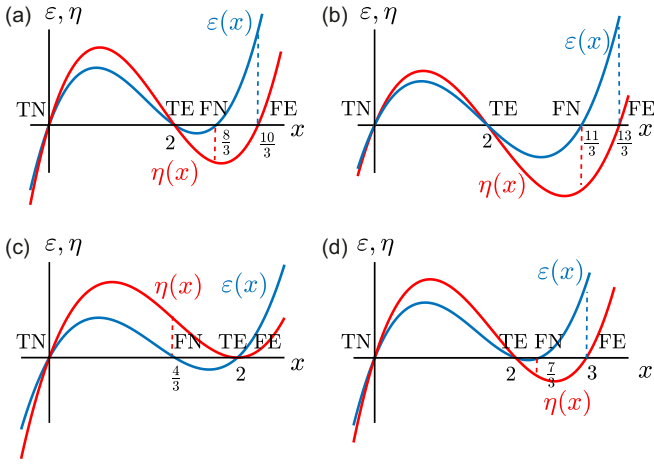 (a)
ε, η
ε(x)
TN
TE FN
FE
2
8/3
10/3
x
η(x)
(b)
ε, η
ε(x)
TN
TE
FN
FE
2
11/3
13/3
x
η(x)
(c)
ε, η
η(x)
ε(x)
TN
FN
TE
FE
4/3
2
x
(d)
ε, η
ε(x)
TN
TE
FN
FE
2
7/3
3
x
η(x)